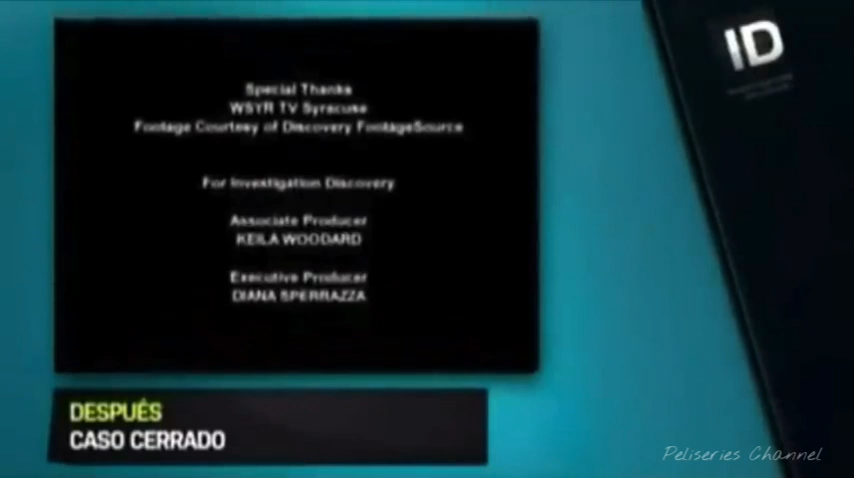 Special Thanks
WSYR TV Syracuse
Footage Courtesy of Discovery FootageSource
For Investigation Discovery
Associate Producer
KEILA WOODARD
Executive Producer
DIANA SPERRAZZA
ID
DESPUÉS
CASO CERRADO
Peliseries Channel